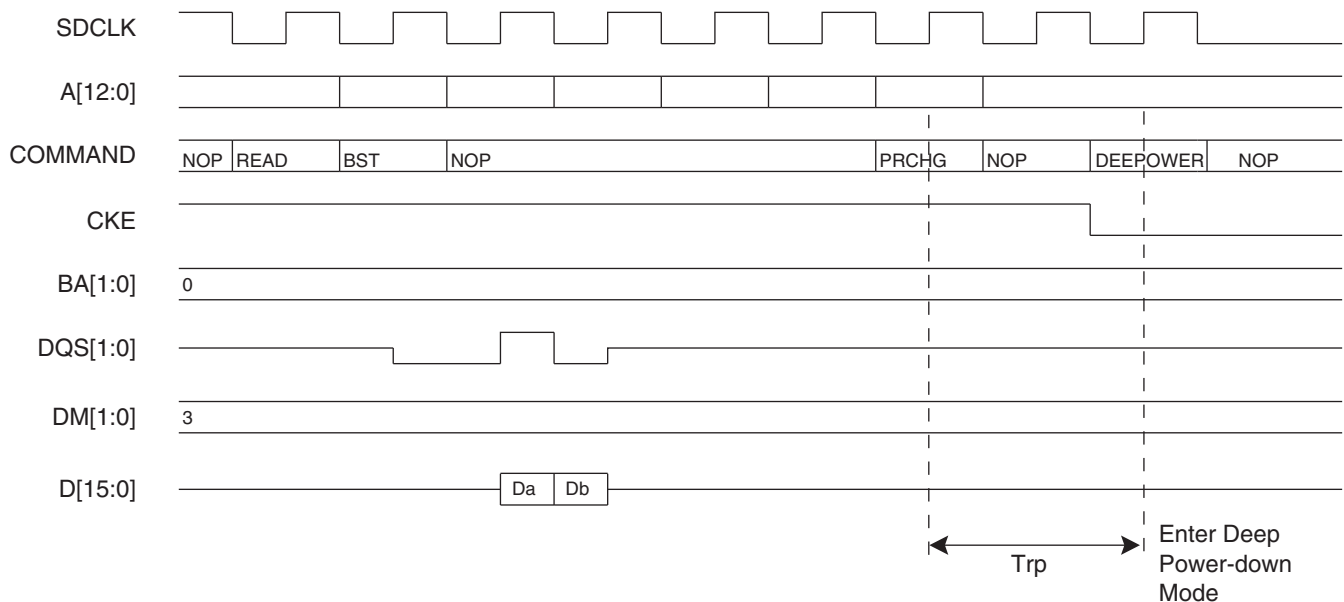 SDCLK
A[12:0]
COMMAND NOP READ BST NOP PRCHG NOP DEEPOWER NOP
CKE
BA[1:0] 0
DQS[1:0]
DM[1:0] 3
D[15:0] Da Db
Trp
Enter Deep
Power-down
Mode